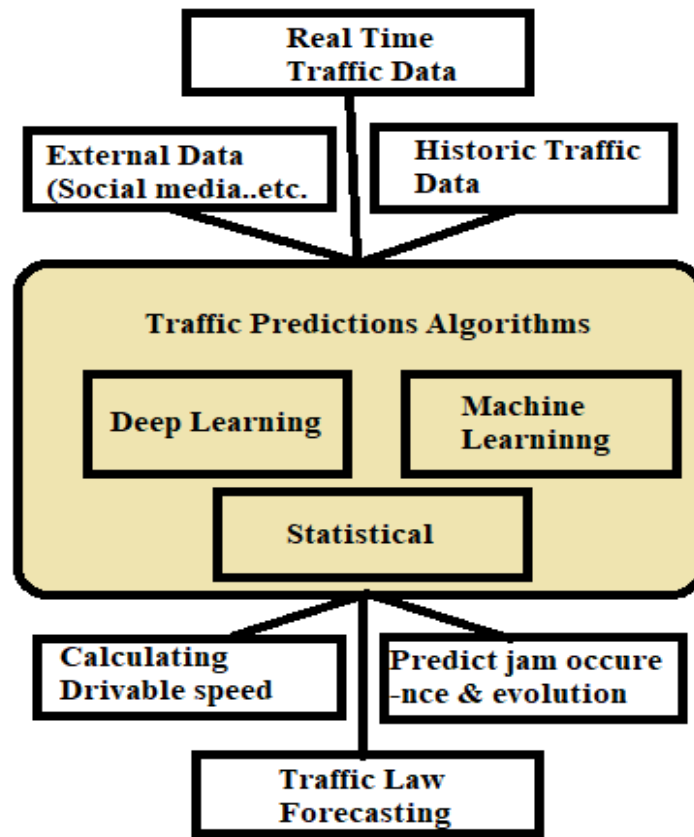 Real Time
Traffic Data
External Data
(Social media..etc.
Historic Traffic
Data
Traffic Predictions Algorithms
Deep Learning
Machine
Learninng
Statistical
Calculating
Drivable speed
Predict jam occure
-nce & evolution
Traffic Law
Forecasting